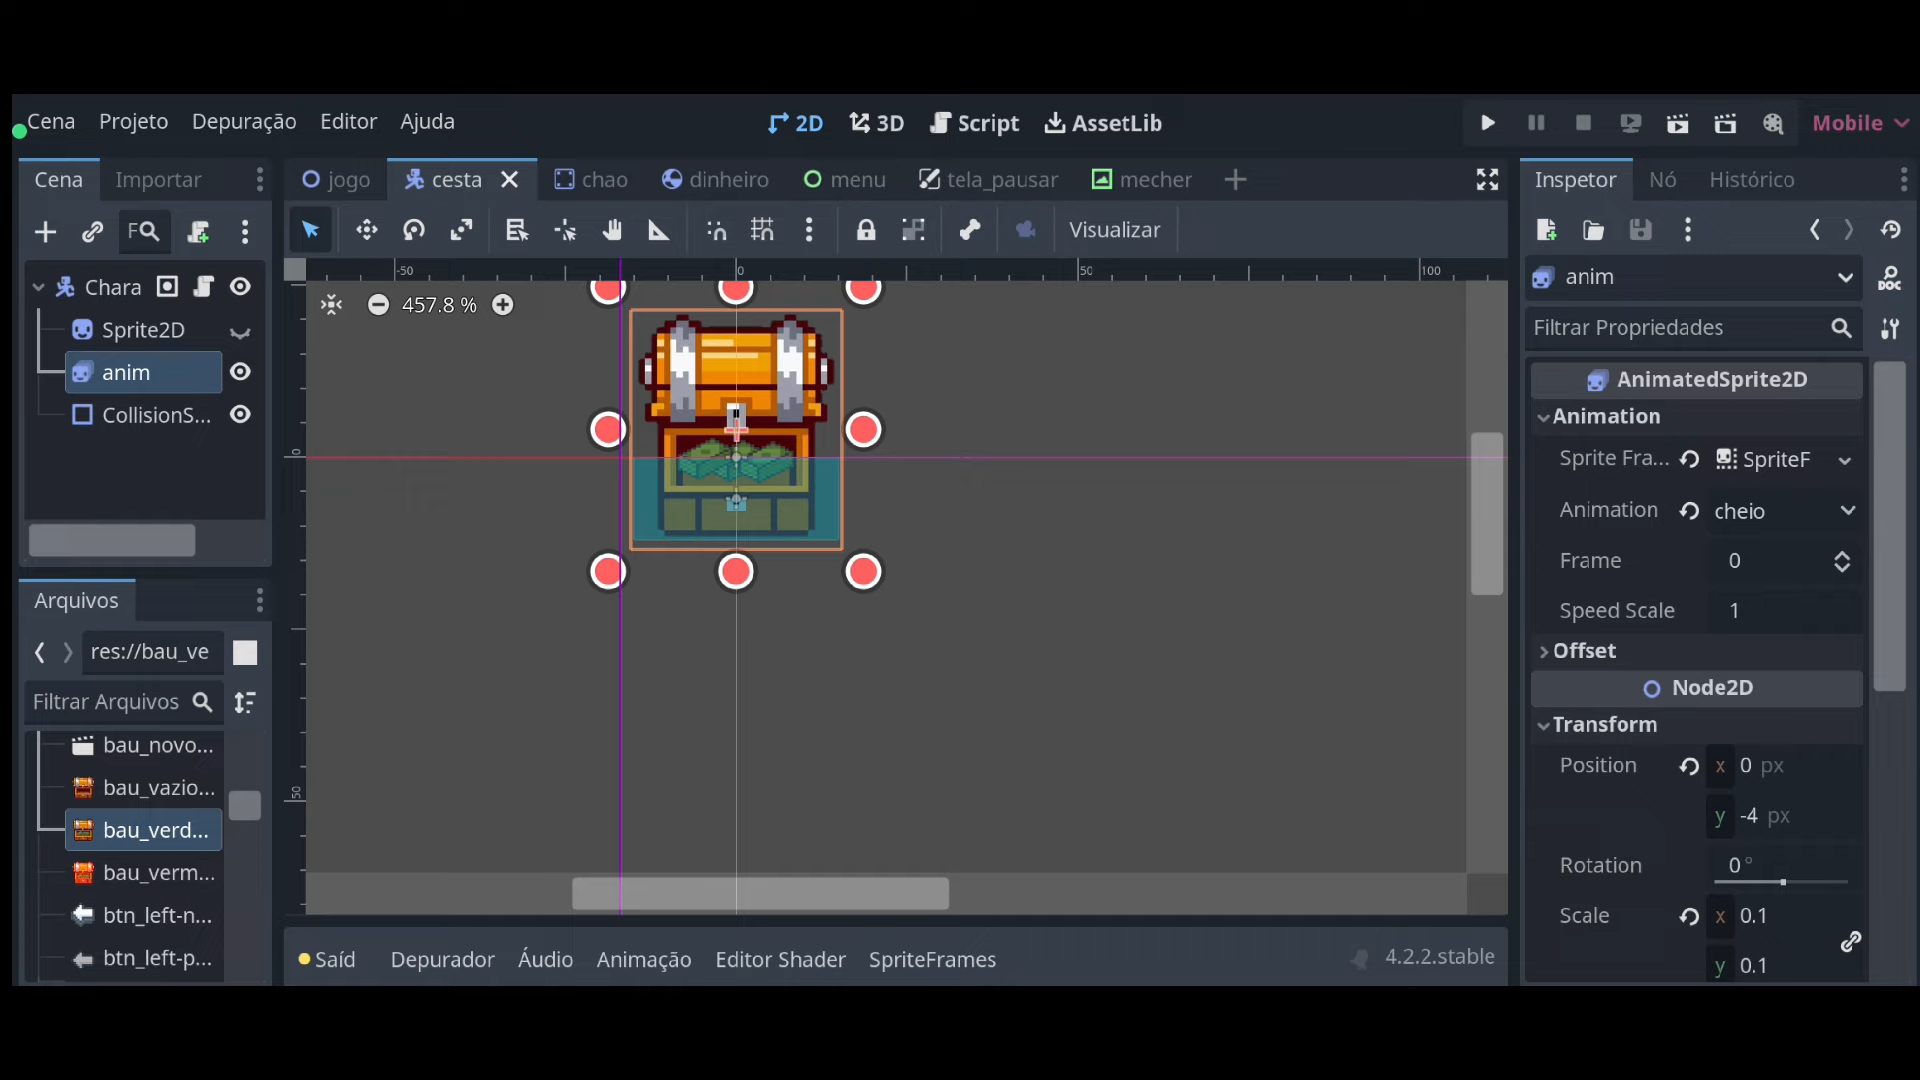 Cena Projeto Depuração Editor Ajuda
2D 3D Script AssetLib
Mobile
Cena Importar
jogo cesta chao dinheiro menu tela_pausar mecher
Inspetor Nó Histórico
F
Visualizar
-50 0 50 100
457.8 %
0
50
Chara
Sprite2D
anim
CollisionS...
Arquivos
res://bau_ve
Filtrar Arquivos
bau_novo...
bau_vazio...
bau_verd...
bau_verm...
btn_left-n...
btn_left-p...
Saíd Depurador Áudio Animação Editor Shader SpriteFrames
4.2.2.stable
anim
DOC
Filtrar Propriedades
AnimatedSprite2D
Animation
Sprite Fra... SpriteF
Animation cheio
Frame 0
Speed Scale 1
Offset
Node2D
Transform
Position x 0 px
y -4 px
Rotation 0 °
Scale x 0.1
y 0.1